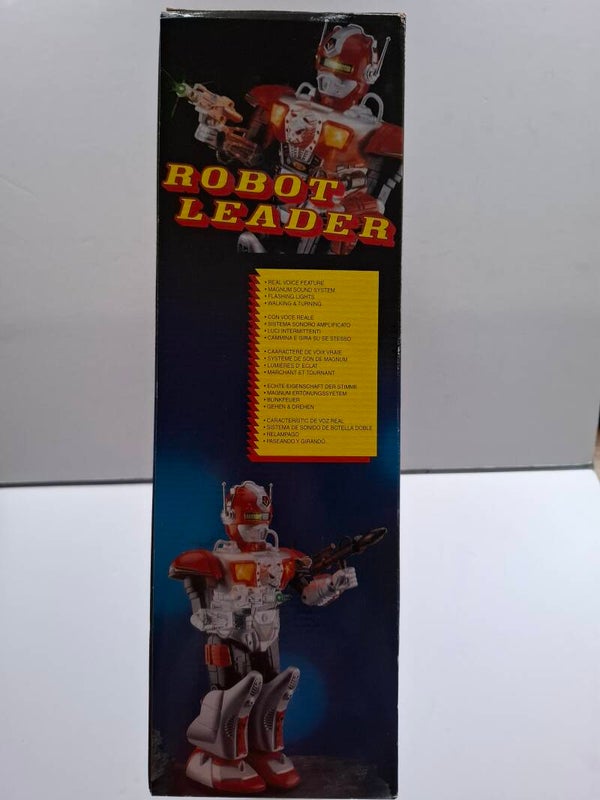 ROBOT
LEADER
• REAL VOICE FEATURE
• MAGNUM SOUND SYSTEM
• FLASHING LIGHTS
• WALKING & TURNING
• CON VOCE REALE
• SISTEMA SONORO AMPLIFICATO
• LUCI INTERMITTENTI
• CAMMINA E GIRA SU SE STESSO
• CAARACTERE DE VOIX VRAIE
• SYSTEME DE SON DE MAGNUM
• LUMIERES D' ECLAT
• MARCHANT ET TOURNANT
• ECHTE-EIGENSCHAFT DER STIMME
• MAGNUM ERTONUNGSSYETEM
• BLINKFEUER
• GEHEN & DREHEN
• CARACTERISTIC DE VOZ REAL
• SISTEMA DE SONIDO DE BOTELLA DOBLE
• RELAMPAGO
• PASEANDO Y GIRANDO